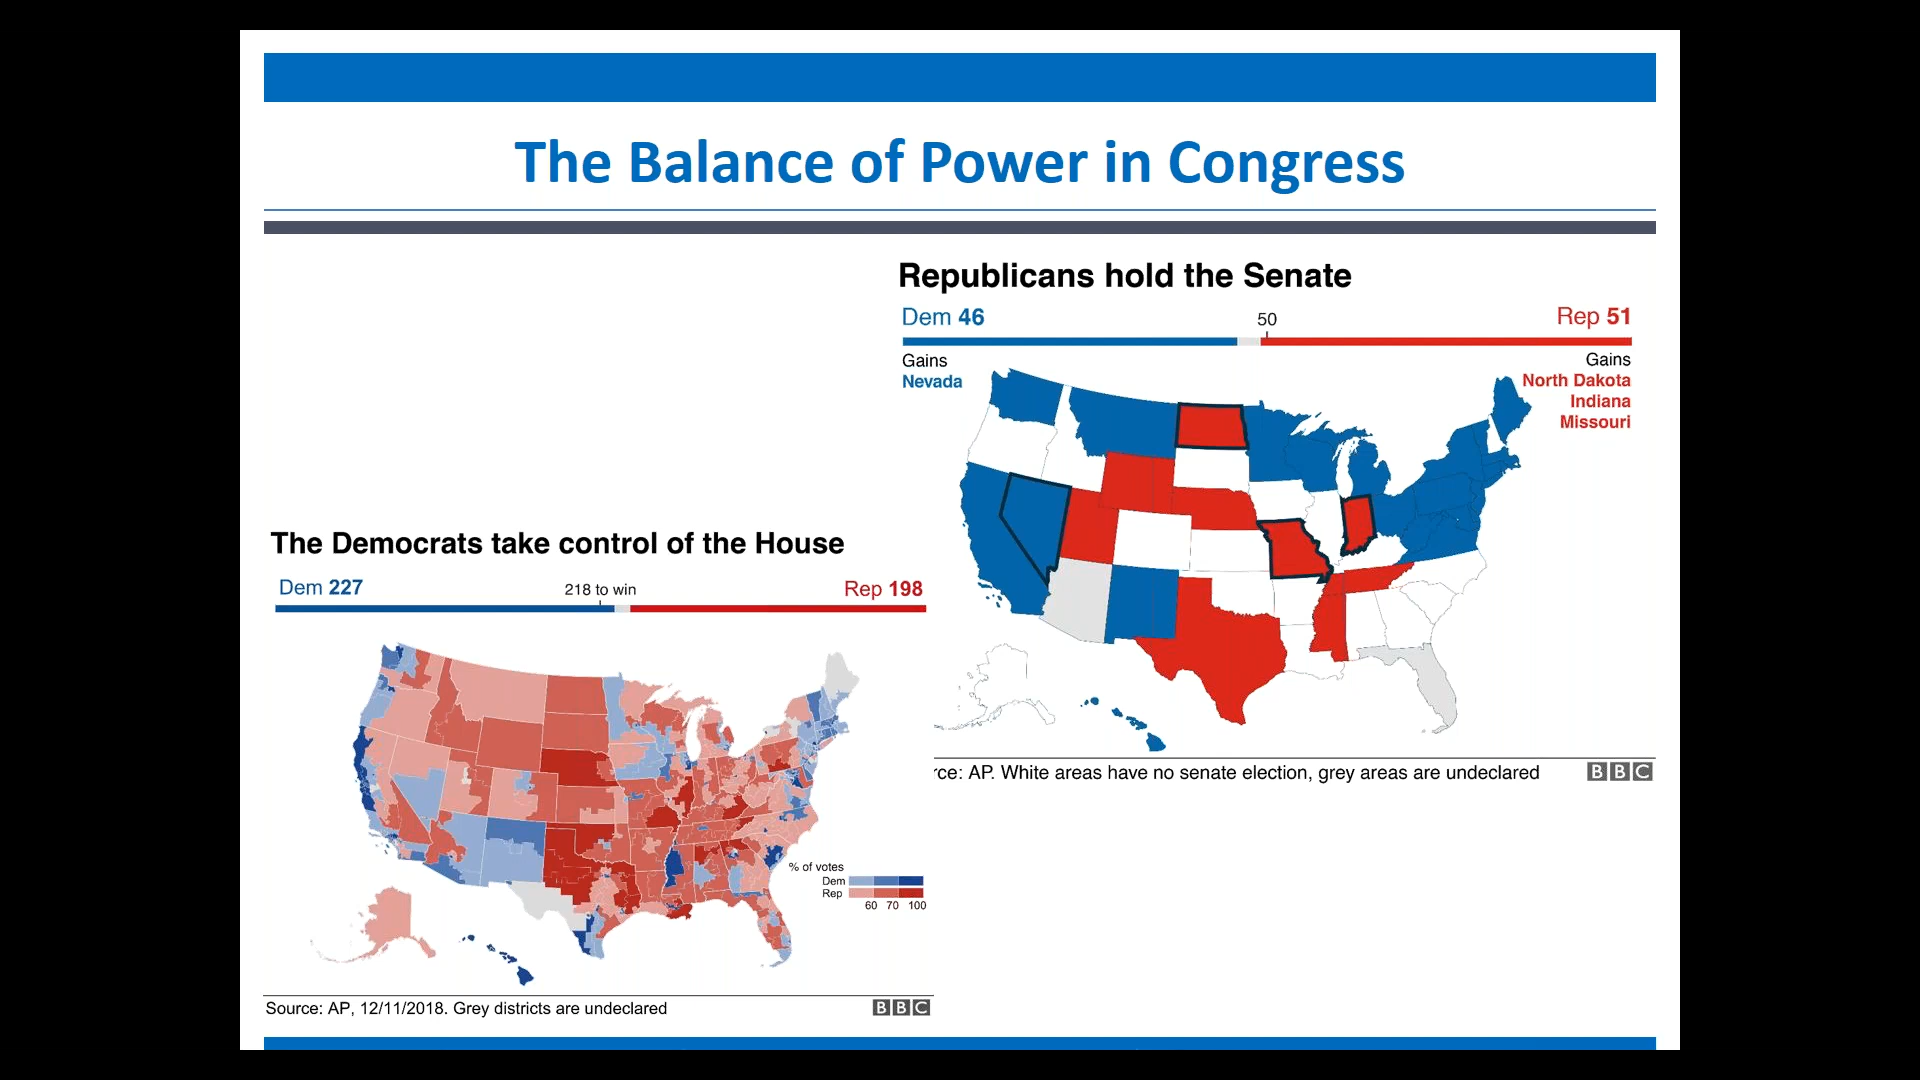 The Balance of Power in Congress
Republicans hold the Senate
Dem 46
50
Rep 51
Gains
Nevada
Gains
North Dakota
Indiana
Missouri
rce: AP. White areas have no senate election, grey areas are undeclared
BBC
The Democrats take control of the House
Dem 227
218 to win
Rep 198
% of votes
Dem
Rep
60 70 100
Source: AP, 12/11/2018. Grey districts are undeclared
BBC